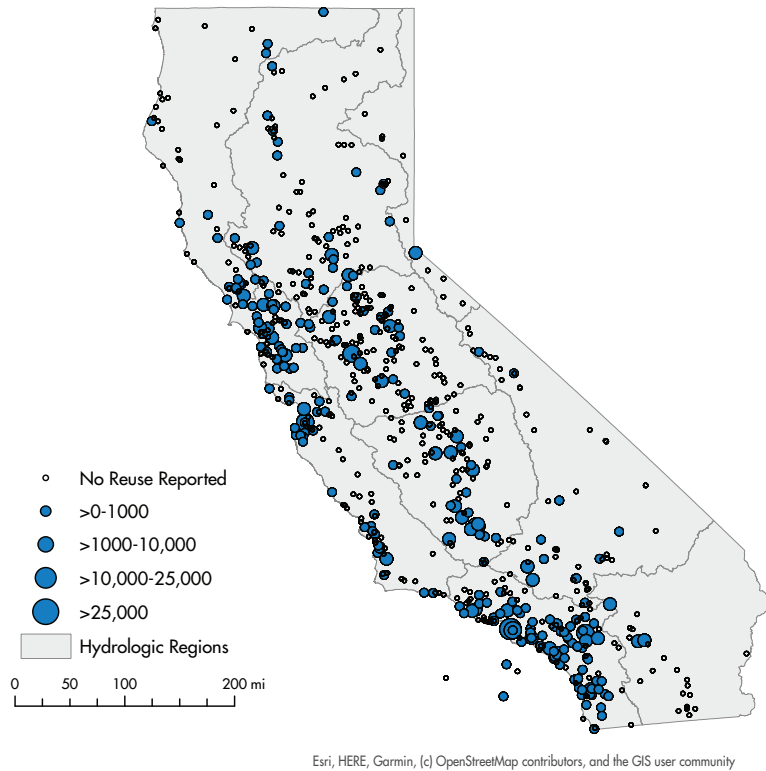 No Reuse Reported
>0-1000
>1000-10,000
>10,000-25,000
>25,000
Hydrologic Regions
0 50 100 200 mi
Esri, HERE, Garmin, (c) OpenStreetMap contributors, and the GIS user community